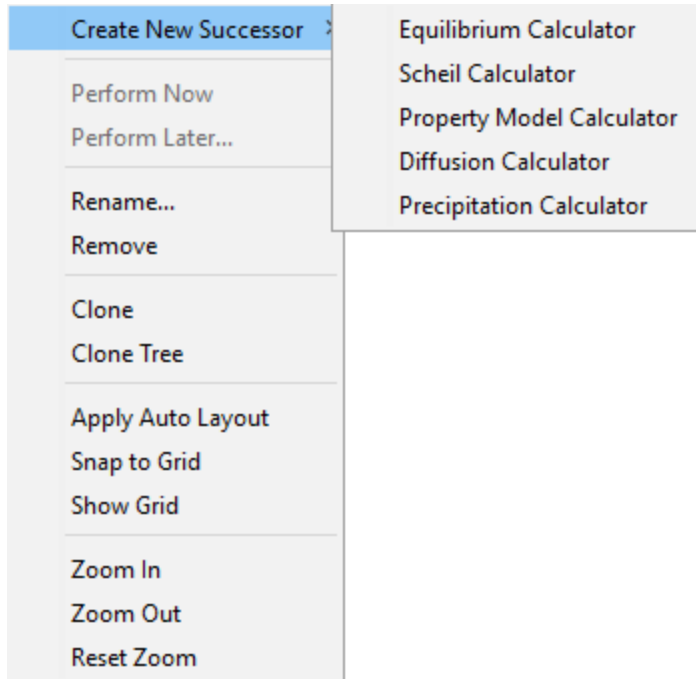 Create New Successor
Perform Now
Perform Later...
Rename...
Remove
Clone
Clone Tree
Apply Auto Layout
Snap to Grid
Show Grid
Zoom In
Zoom Out
Reset Zoom
Equilibrium Calculator
Scheil Calculator
Property Model Calculator
Diffusion Calculator
Precipitation Calculator